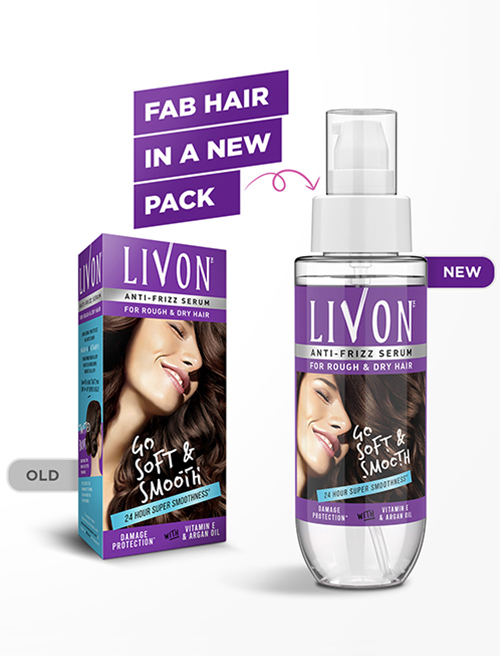 FAB HAIR
IN A NEW
PACK
LIVON™
ANTI-FRIZZ SERUM
FOR ROUGH & DRY HAIR
GO
SOFT &
SMOOTH
24 HOUR SUPER SMOOTHNESS*
DAMAGE
PROTECTION* WITH VITAMIN E
& ARGAN OIL
OLD
NEW
LIVON™
ANTI-FRIZZ SERUM
FOR ROUGH & DRY HAIR
GO
SOFT &
SMOOTH
24 HOUR SUPER SMOOTHNESS*
DAMAGE
PROTECTION* WITH VITAMIN E
& ARGAN OIL